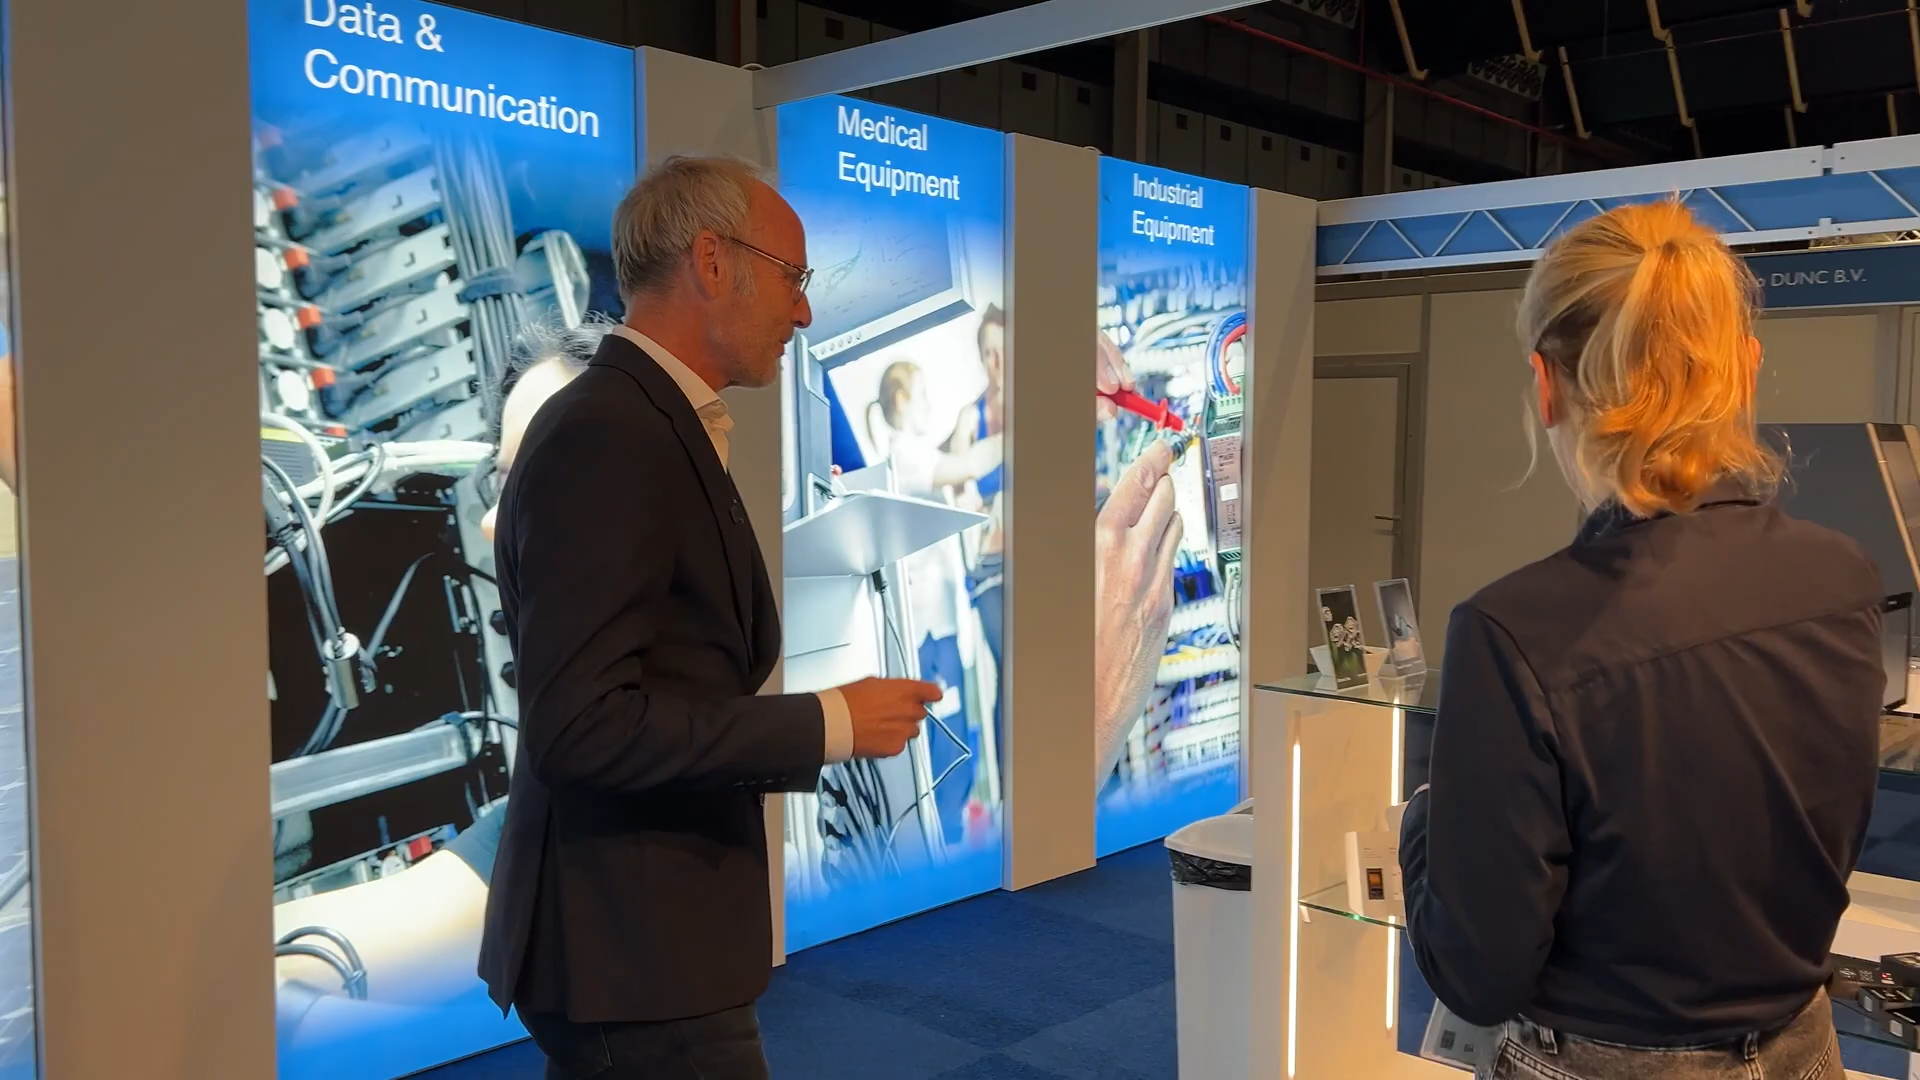 Data &
Communication
Medical
Equipment
Industrial
Equipment
DUNC B.V.